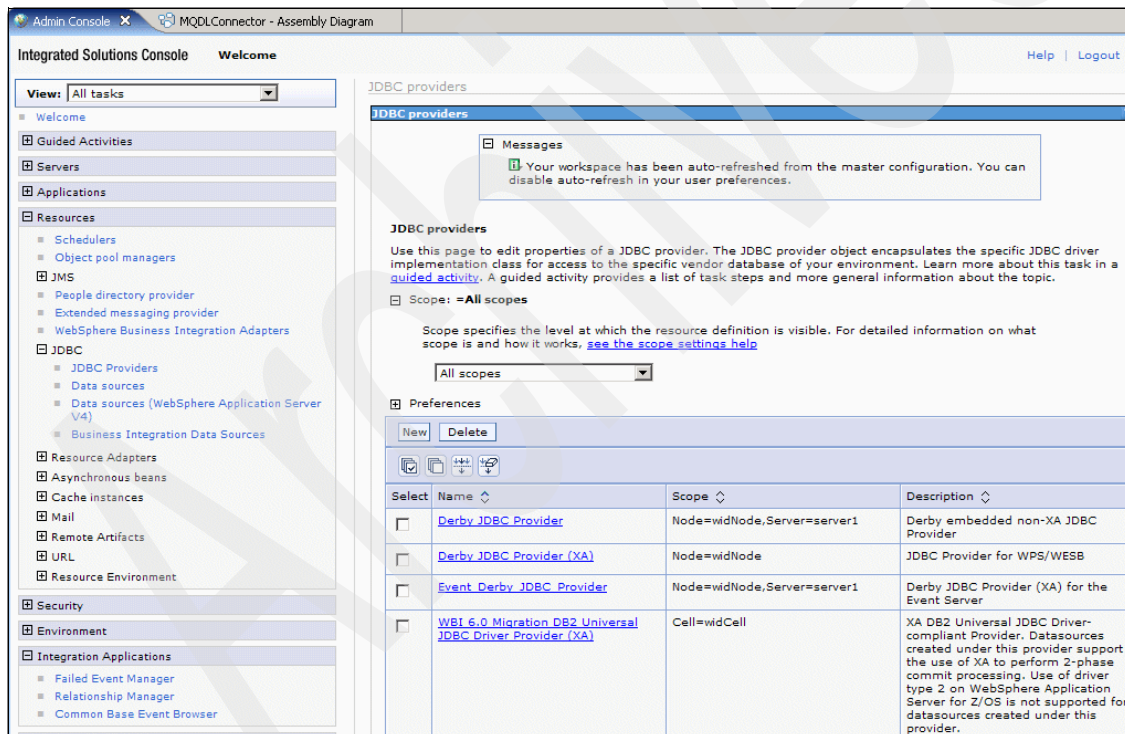 Admin Console
MQDLConnector - Assembly Diagram
Integrated Solutions Console Welcome
Help | Logout
View: All tasks
Welcome
Guided Activities
Servers
Applications
Resources
Schedulers
Object pool managers
JMS
People directory provider
Extended messaging provider
WebSphere Business Integration Adapters
JDBC
JDBC Providers
Data sources
Data sources (WebSphere Application Server
V4)
Business Integration Data Sources
Resource Adapters
Asynchronous beans
Cache instances
Mail
Remote Artifacts
URL
Resource Environment
Security
Environment
Integration Applications
Failed Event Manager
Relationship Manager
Common Base Event Browser
JDBC providers
JDBC providers
Messages
Your workspace has been auto-refreshed from the master configuration. You can
disable auto-refresh in your user preferences.
JDBC providers
Use this page to edit properties of a JDBC provider. The JDBC provider object encapsulates the specific JDBC driver
implementation class for access to the specific vendor database of your environment. Learn more about this task in a
guided activity. A guided activity provides a list of task steps and more general information about the topic.
Scope: =All scopes
Scope specifies the level at which the resource definition is visible. For detailed information on what
scope is and how it works, see the scope settings help
All scopes
Preferences
New Delete
Select Name Scope Description
Derby JDBC Provider Node=widNode,Server=server1 Derby embedded non-XA JDBC
Provider
Derby JDBC Provider (XA) Node=widNode JDBC Provider for WPS/WESB
Event_Derby_JDBC_Provider Node=widNode,Server=server1 Derby JDBC Provider (XA) for the
Event Server
WBI 6.0 Migration DB2 Universal Cell=widCell XA DB2 Universal JDBC Driver-
JDBC Driver Provider (XA) compliant Provider. Datasources
created under this provider support
the use of XA to perform 2-phase
commit processing. Use of driver
type 2 on WebSphere Application
Server for Z/OS is not supported for
datasources created under this
provider.